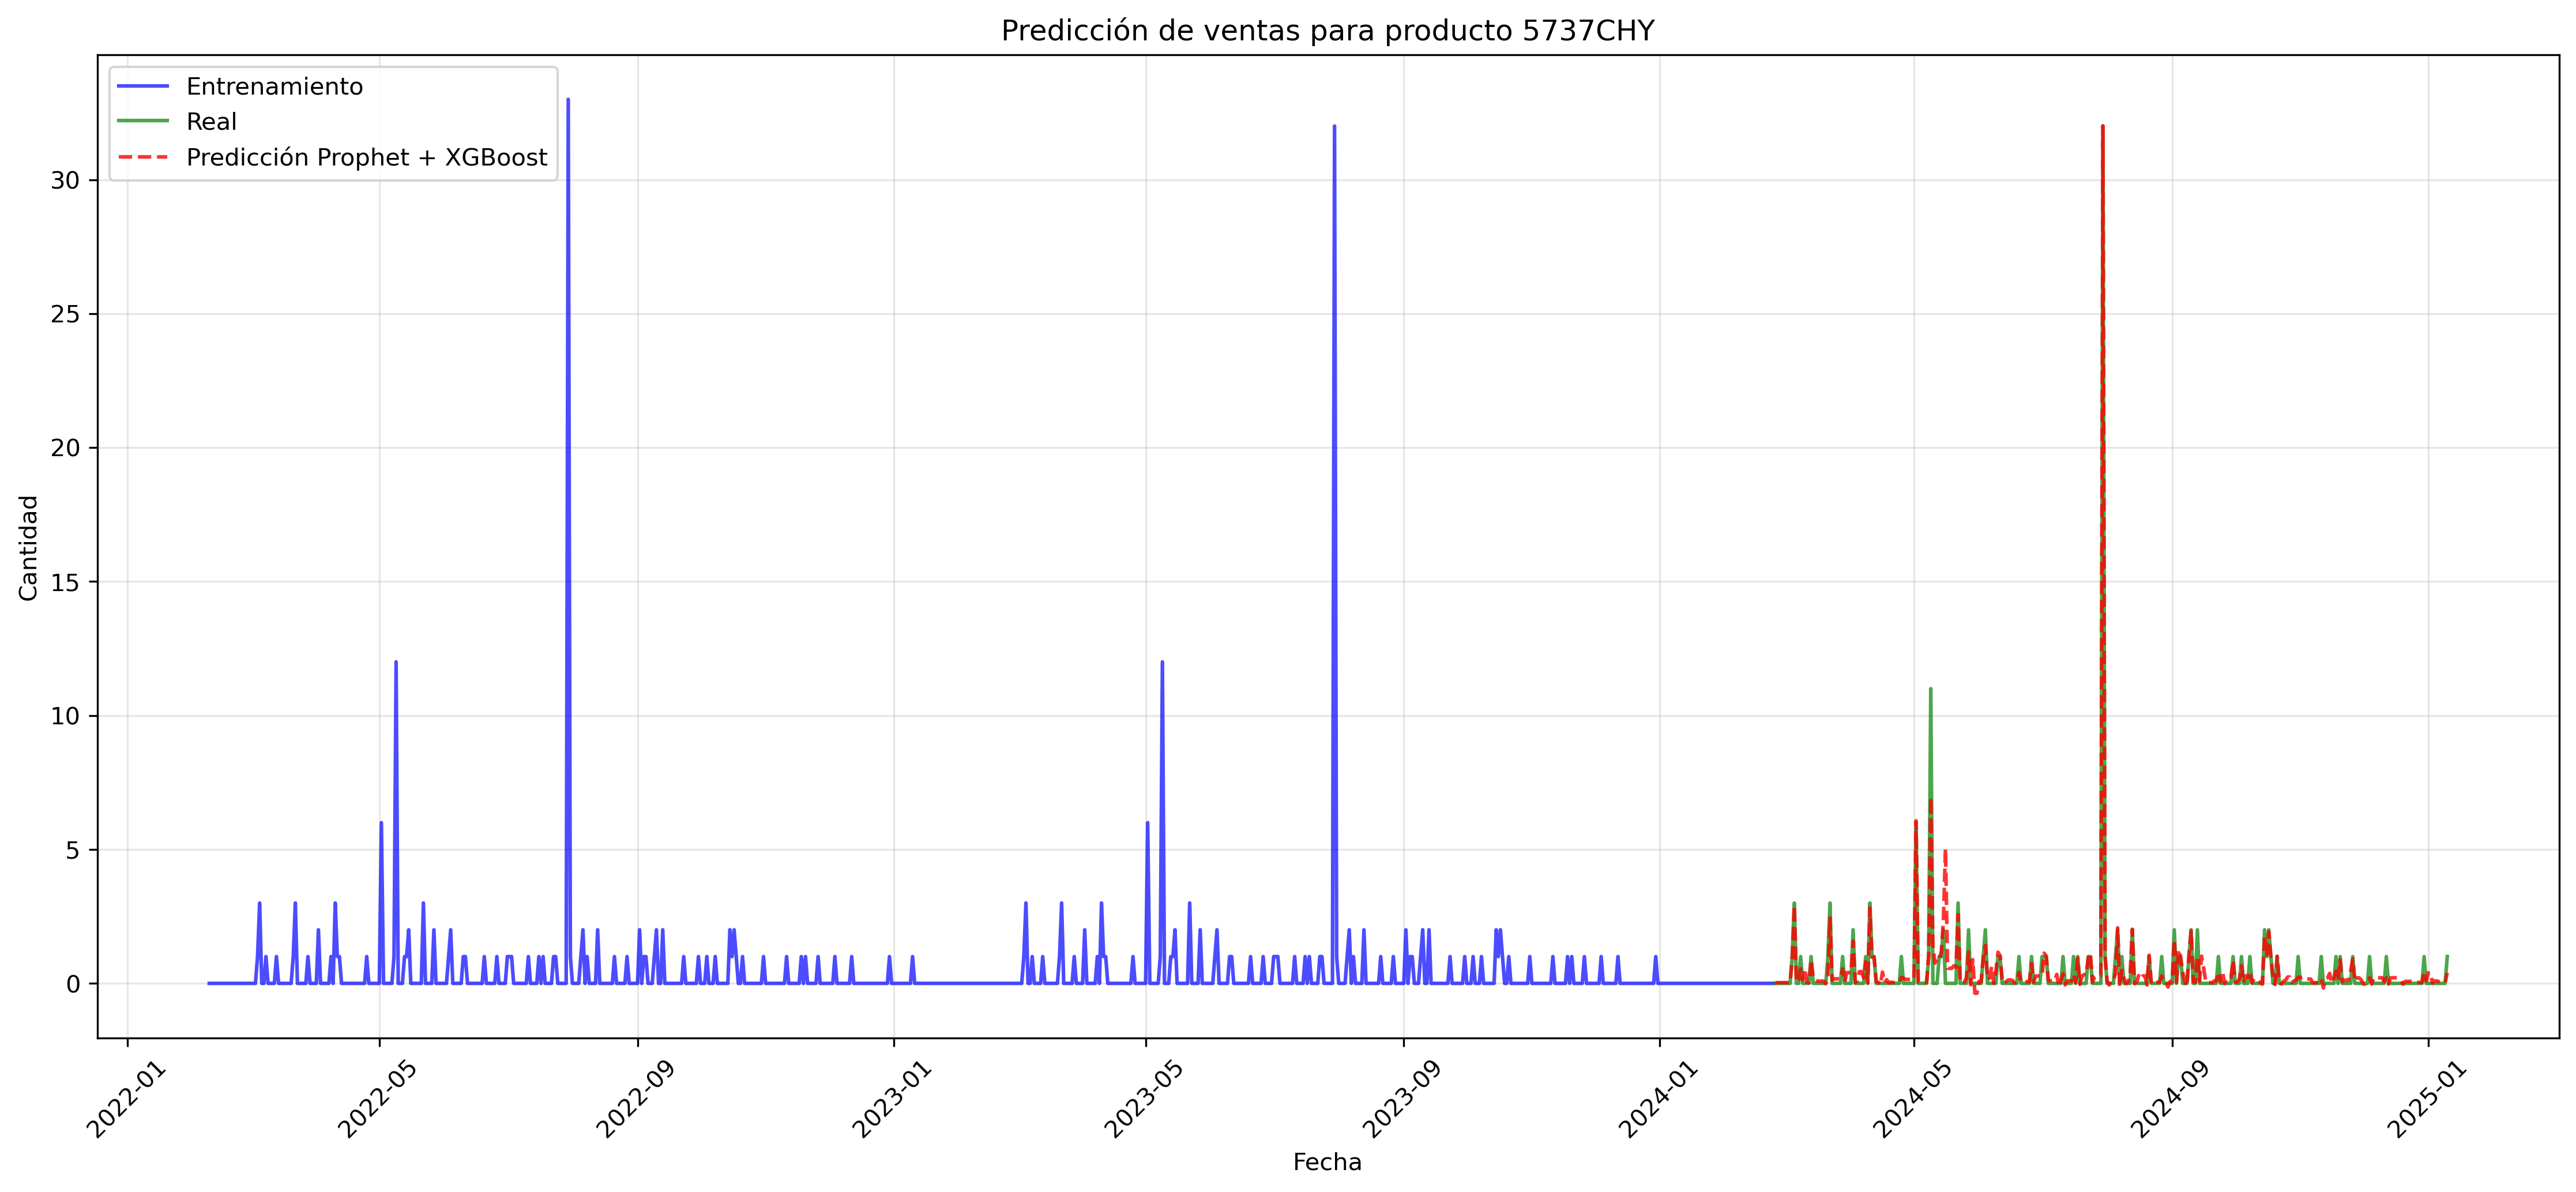 Predicción de ventas para producto 5737CHY
Entrenamiento
Real
Predicción Prophet + XGBoost
30
25
20
15
10
5
0
Cantidad
2022-01
2022-05
2022-09
2023-01
2023-05
2023-09
2024-01
2024-05
2024-09
2025-01
Fecha